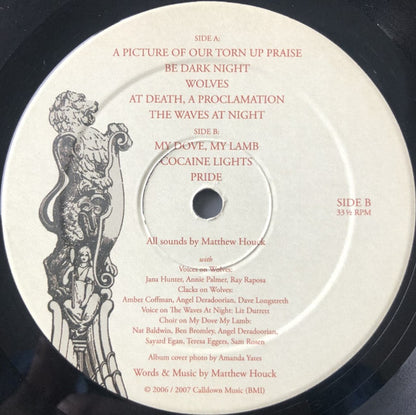 SIDE A:
A PICTURE OF OUR TORN UP PRAISE
BE DARK NIGHT
WOLVES
AT DEATH, A PROCLAMATION
THE WAVES AT NIGHT
SIDE B:
MY DOVE, MY LAMB
COCAINE LIGHTS
PRIDE
SIDE B
33 ⅓ RPM
All sounds by Matthew Houck
with
Voices on Wolves:
Jana Hunter, Annie Palmer, Ray Raposa
Clacks on Wolves:
Amber Coffman, Angel Deradoorian, Dave Longstreth
Voice on The Waves At Night: Liz Durrett
Choir on My Dove My Lamb:
Nat Baldwin, Ben Bromley, Angel Deradoorian,
Sayard Egan, Teresa Eggers, Sam Rosen
Album cover photo by Amanda Yates
Words & Music by Matthew Houck
© 2006 / 2007 Calldown Music (BMI)